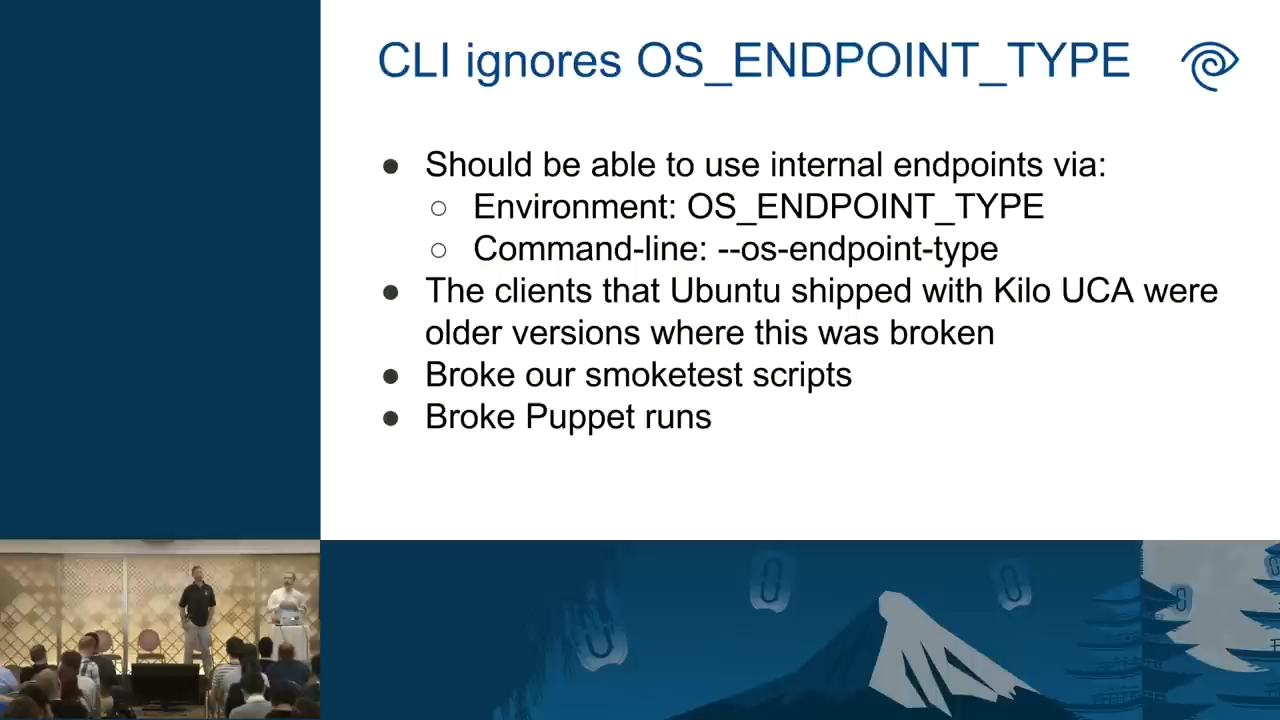 CLI ignores OS_ENDPOINT_TYPE
● Should be able to use internal endpoints via:
○ Environment: OS_ENDPOINT_TYPE
○ Command-line: --os-endpoint-type
● The clients that Ubuntu shipped with Kilo UCA were
older versions where this was broken
● Broke our smoketest scripts
● Broke Puppet runs